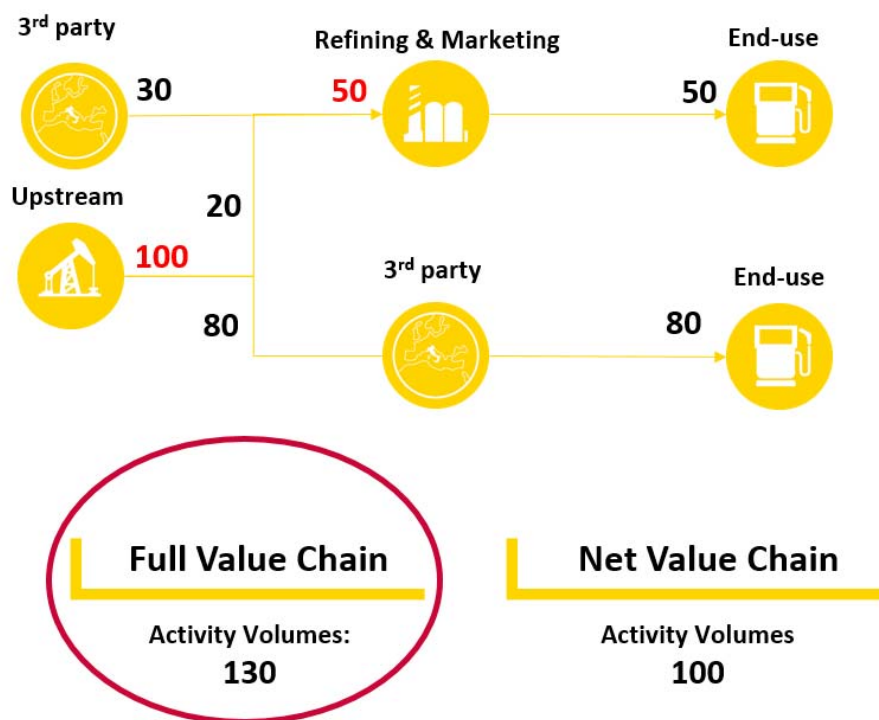 3rd party
Refining & Marketing
End-use
30
50
50
Upstream
20
100
3rd party
End-use
80
80
Full Value Chain
Net Value Chain
Activity Volumes:
Activity Volumes
130
100